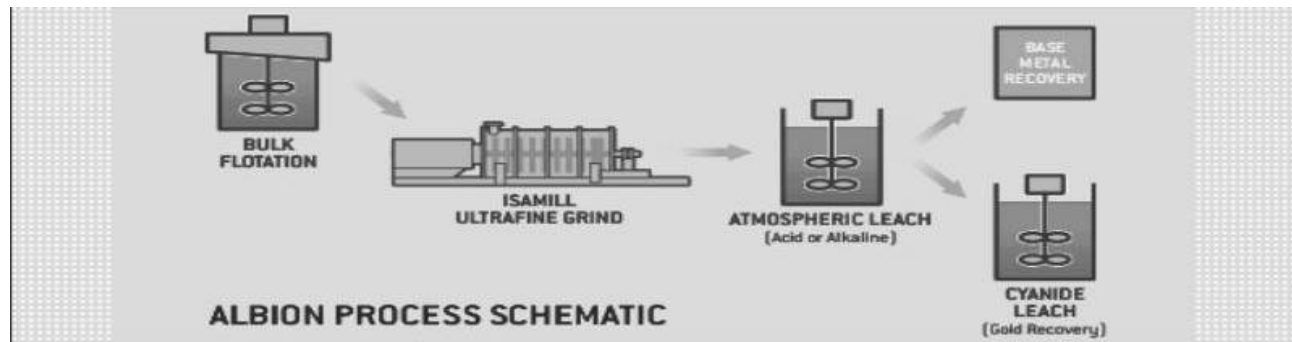 BULK
FLOTATION
ISAMILL
ULTRAFINE GRIND
ATMOSPHERIC LEACH
(Acid or Alkaline)
BASE
METAL
RECOVERY
CYANIDE
LEACH
(Gold Recovery)
ALBION PROCESS SCHEMATIC